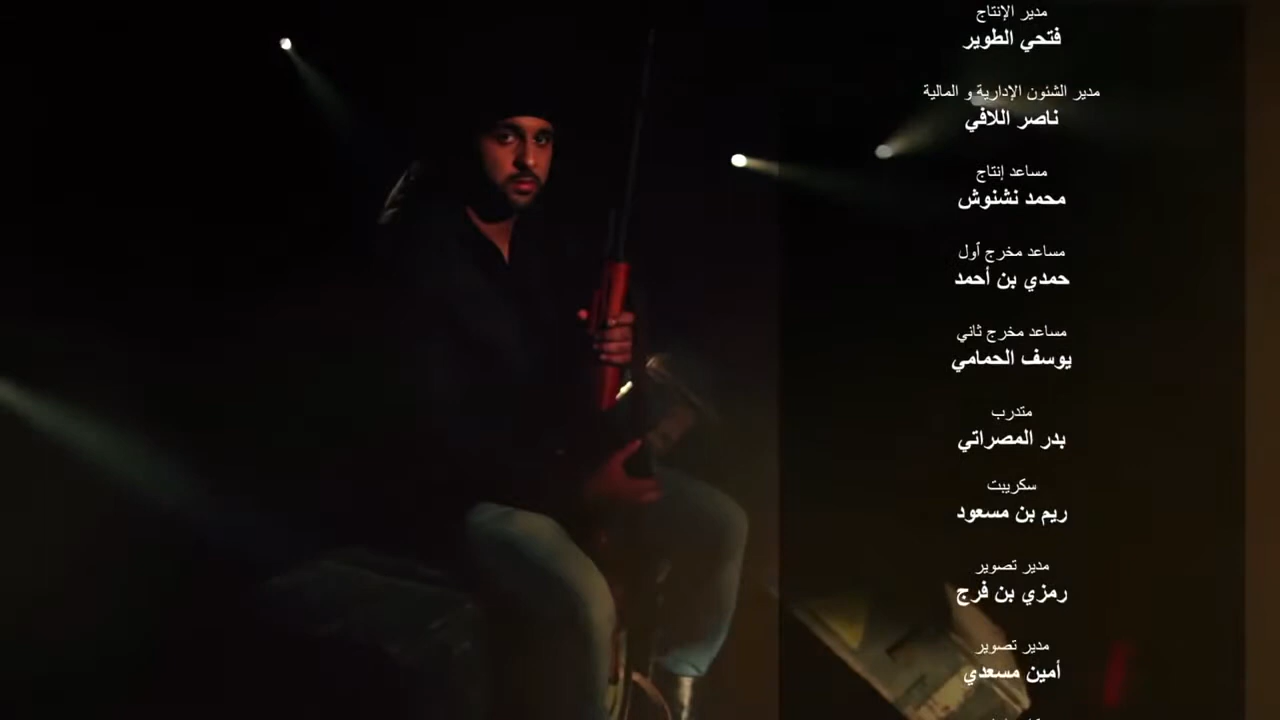 مدير الإنتاج
فتحي الطوير
مدير الشئون الإدارية و المالية
ناصر اللافي
مساعد إنتاج
محمد نشنوش
مساعد مخرج أول
حمدي بن أحمد
مساعد مخرج ثاني
يوسف الحمامي
متدرب
بدر المصراتي
سكريبت
ريم بن مسعود
مدير تصوير
رمزي بن فرج
مدير تصوير
أمين مسعدي